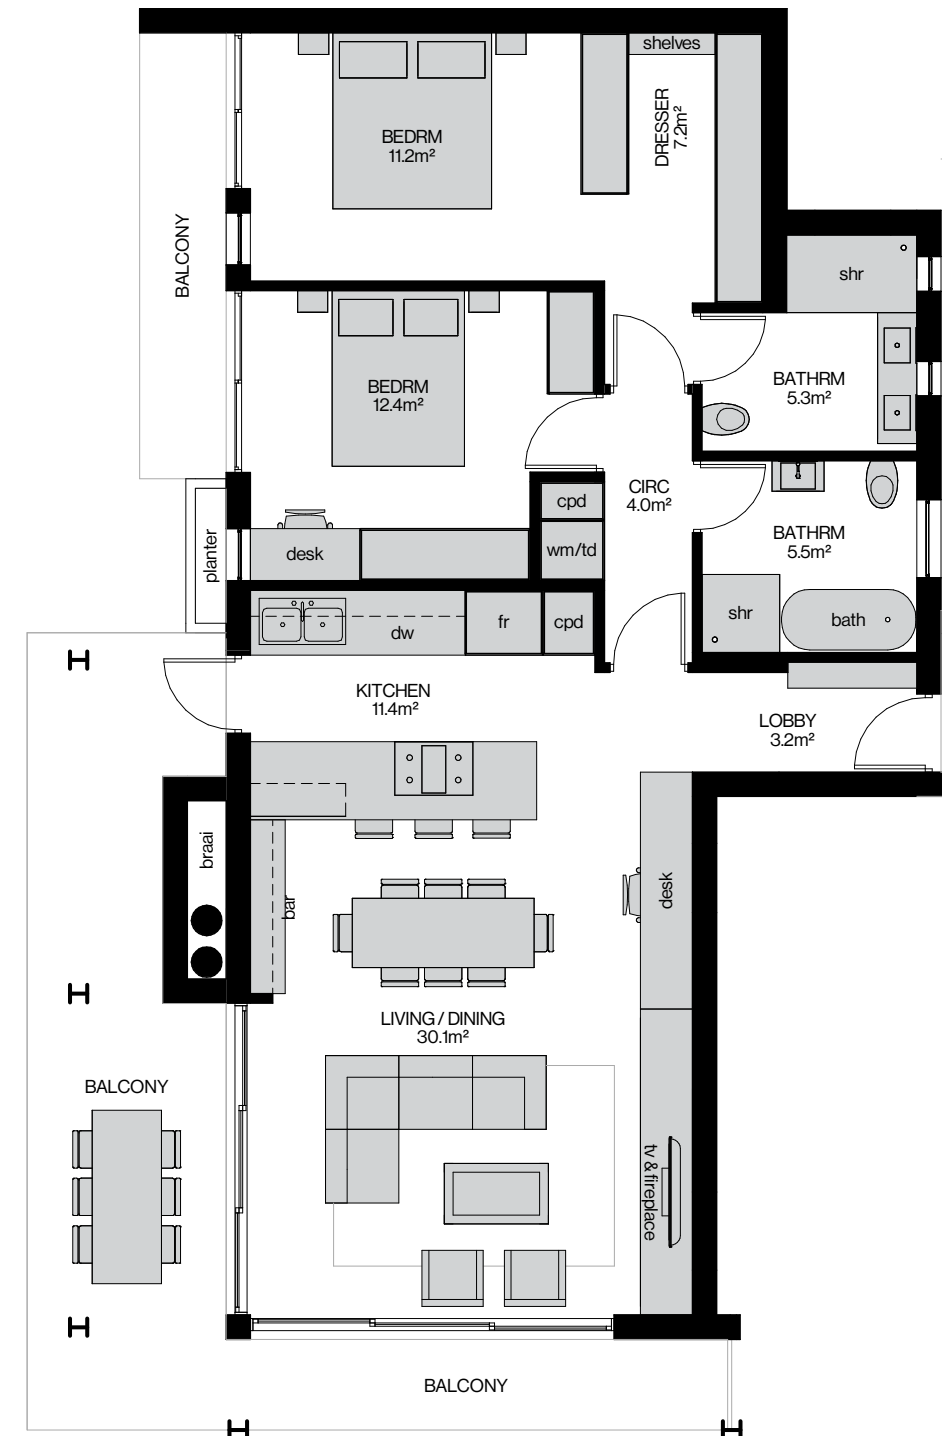 shelves
DRESSER
7.2m²
BEDRM
11.2m²
BALCONY
shr
BEDRM
12.4m²
BATHRM
5.3m²
CIRC
4.0m²
cpd
wm/td
BATHRM
5.5m²
desk
planter
shr
bath
dw
fr
cpd
KITCHEN
11.4m²
LOBBY
3.2m²
braai
bar
desk
LIVING / DINING
30.1m²
BALCONY
tv & fireplace
BALCONY